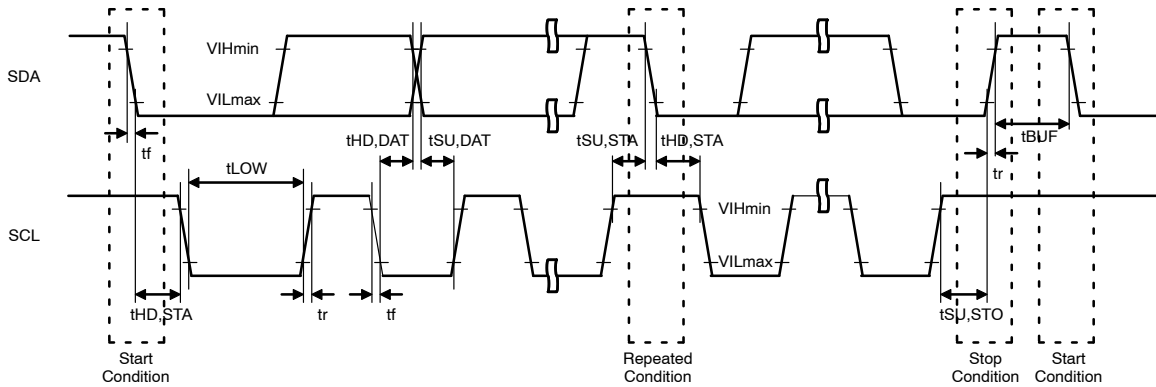 SDA
VIHmin
VILmax
tf
tLOW
tHD,DAT
tSU,DAT
tSU,STA
tHD,STA
tBUF
tr
SCL
VIHmin
VILmax
tHD,STA
tr
tf
tSU,STO
Start
Condition
Repeated
Condition
Stop
Condition
Start
Condition